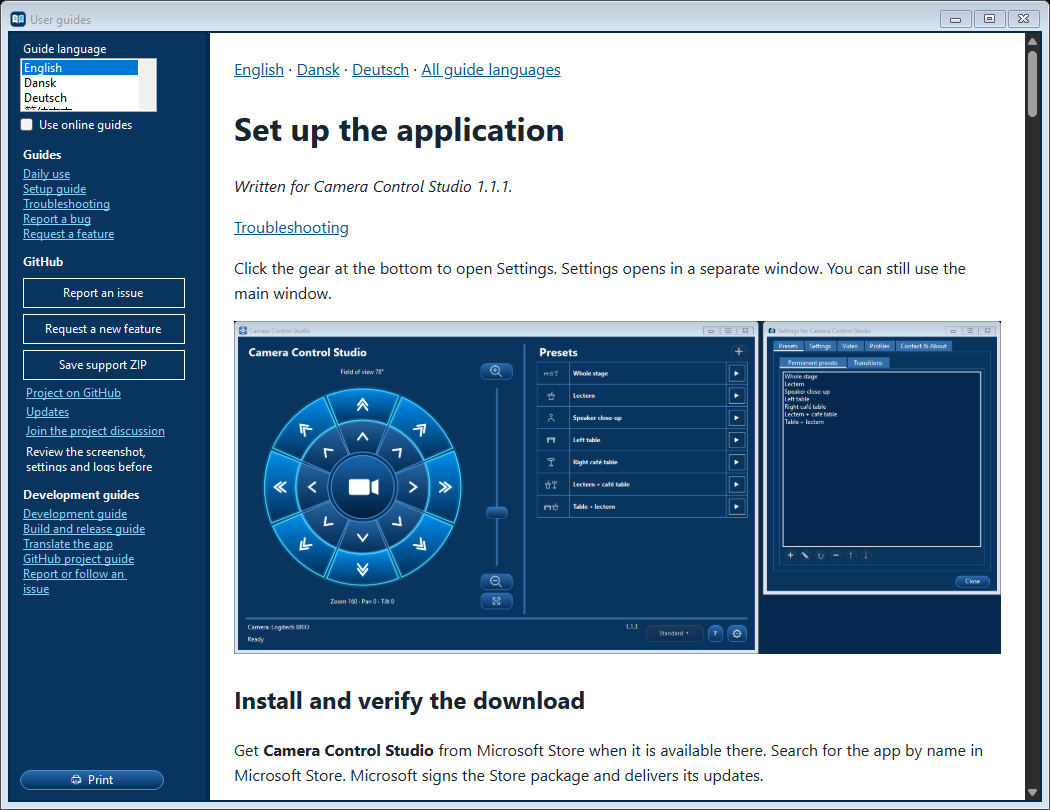 User guides
Guide language
English
Dansk
Deutsch
Use online guides
Guides
Daily use
Setup guide
Troubleshooting
Report a bug
Request a feature
GitHub
Report an issue
Request a new feature
Save support ZIP
Project on GitHub
Updates
Join the project discussion
Review the screenshot,
settings and logs before
Development guides
Development guide
Build and release guide
Translate the app
GitHub project guide
Report or follow an
issue
Print
English · Dansk · Deutsch · All guide languages
Set up the application
Written for Camera Control Studio 1.1.1.
Troubleshooting
Click the gear at the bottom to open Settings. Settings opens in a separate window. You can still use the
main window.
Camera Control Studio
Camera Control Studio
Field of view 78°
Zoom 160 - Pan 0 - Tilt 0
Camera: Logitech BRIO
Ready
Presets
Whole stage
Lectern
Speaker close-up
Left table
Right café table
Lectern + café table
Table + lectern
1.1.1
Standard
?
Settings for Camera Control Studio
Presets Settings Video Profiles Contact & About
Permanent presets Transitions
Whole stage
Lectern
Speaker close-up
Left table
Right café table
Lectern + café table
Table + lectern
Close
Install and verify the download
Get Camera Control Studio from Microsoft Store when it is available there. Search for the app by name in
Microsoft Store. Microsoft signs the Store package and delivers its updates.